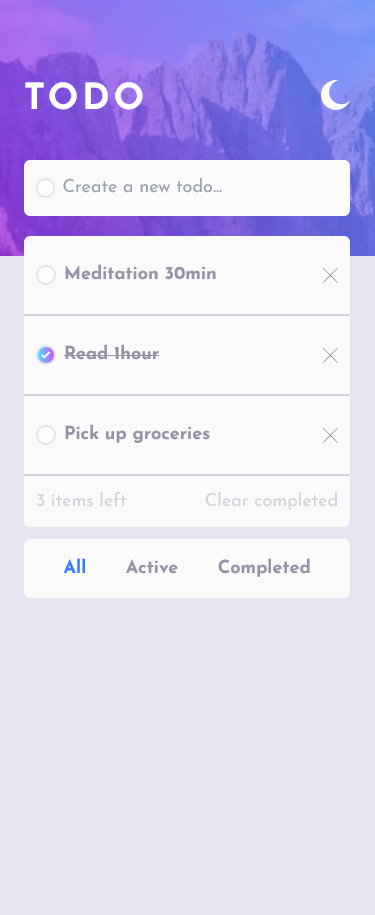 TODO
Create a new todo...
Meditation 30min
Read 1hour
Pick up groceries
3 items left Clear completed
All Active Completed